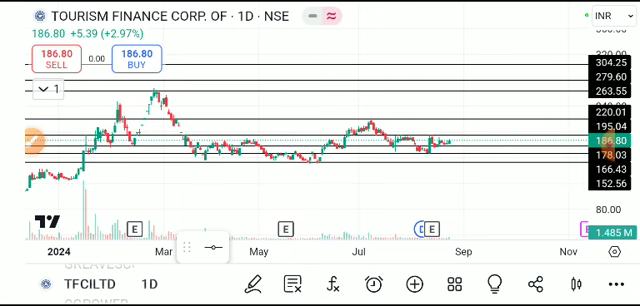 TOURISM FINANCE CORP. OF · 1D · NSE
INR
186.80 +5.39 (+2.97%)
186.80 SELL
0.00
186.80 BUY
1
320.00
304.25
279.60
263.55
220.01
195.04
186.80
178.03
166.43
152.56
80.00
1.485 M
E
E
D
E
E
2024
Mar
May
Jul
Sep
Nov
TFCILTD 1D